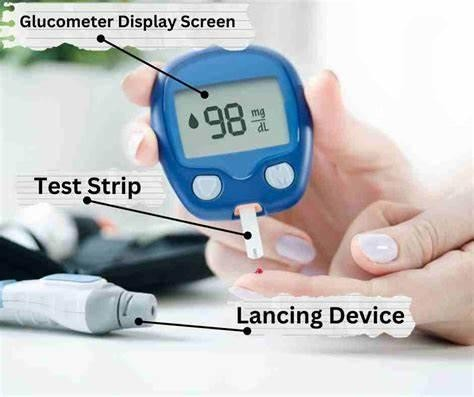 Glucometer Display Screen
98 mg
dL
Test Strip
Lancing Device